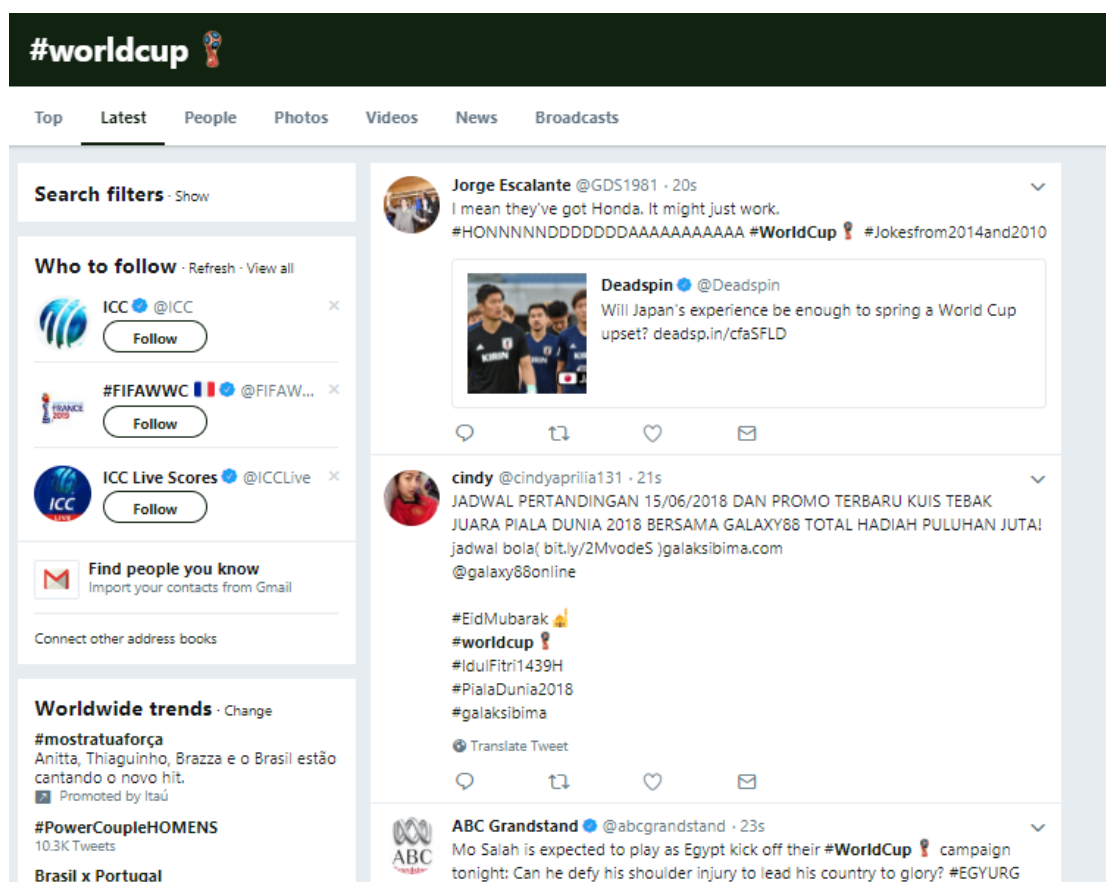 #worldcup
Top Latest People Photos Videos News Broadcasts
Search filters · Show
Who to follow · Refresh · View all
ICC @ICC
Follow
#FIFAWWC @FIFAW...
FRANCE
2019
Follow
ICC Live Scores @ICCLive
ICC
LIVE
Follow
Find people you know
Import your contacts from Gmail
Connect other address books
Worldwide trends · Change
#mostratuaforça
Anitta, Thiaguinho, Brazza e o Brasil estão
cantando o novo hit.
Promoted by Itaú
#PowerCoupleHOMENS
10.3K Tweets
Brasil x Portugal
Jorge Escalante @GDS1981 · 20s
I mean they've got Honda. It might just work.
#HONNNNNDDDDDDDAAAAAAAAAAA #WorldCup #Jokesfrom2014and2010
Deadspin @Deadspin
Will Japan's experience be enough to spring a World Cup
upset? deadsp.in/cfaSFLD
KIRIN
KIRIN
cindy @cindyaprilia131 · 21s
JADWAL PERTANDINGAN 15/06/2018 DAN PROMO TERBARU KUIS TEBAK
JUARA PIALA DUNIA 2018 BERSAMA GALAXY88 TOTAL HADIAH PULUHAN JUTA!
jadwal bola( bit.ly/2MvodeS )galaksibima.com
@galaxy88online
#EidMubarak
#worldcup
#IdulFitri1439H
#PialaDunia2018
#galaksibima
Translate Tweet
ABC Grandstand @abcgrandstand · 23s
ABC
Mo Salah is expected to play as Egypt kick off their #WorldCup campaign
tonight: Can he defy his shoulder injury to lead his country to glory? #EGYURG